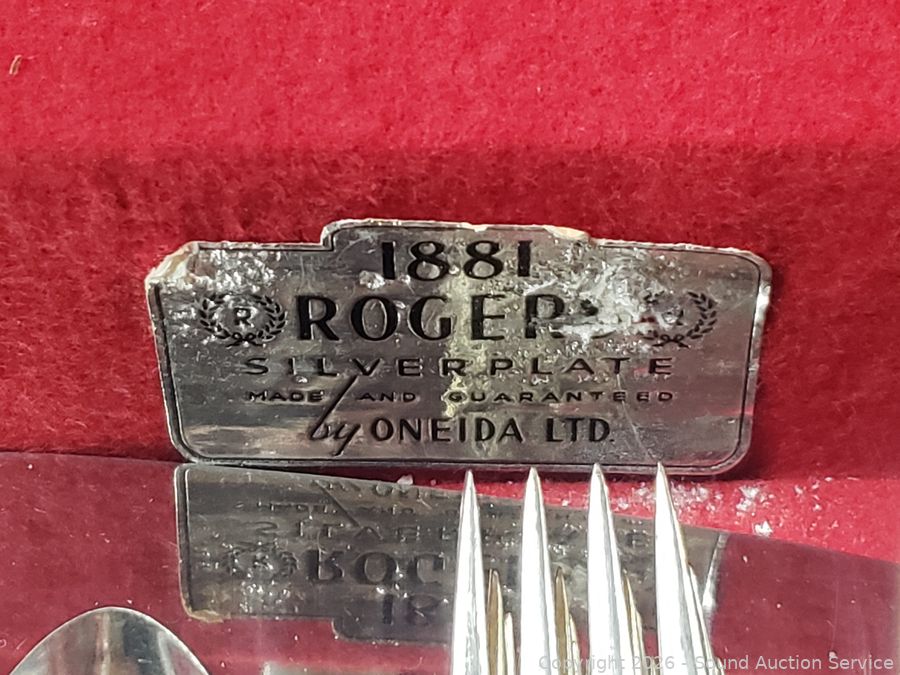 1881
R ROGERS R
SILVERPLATE
MADE AND GUARANTEED
by ONEIDA LTD.
Copyright 2026 - Sound Auction Service